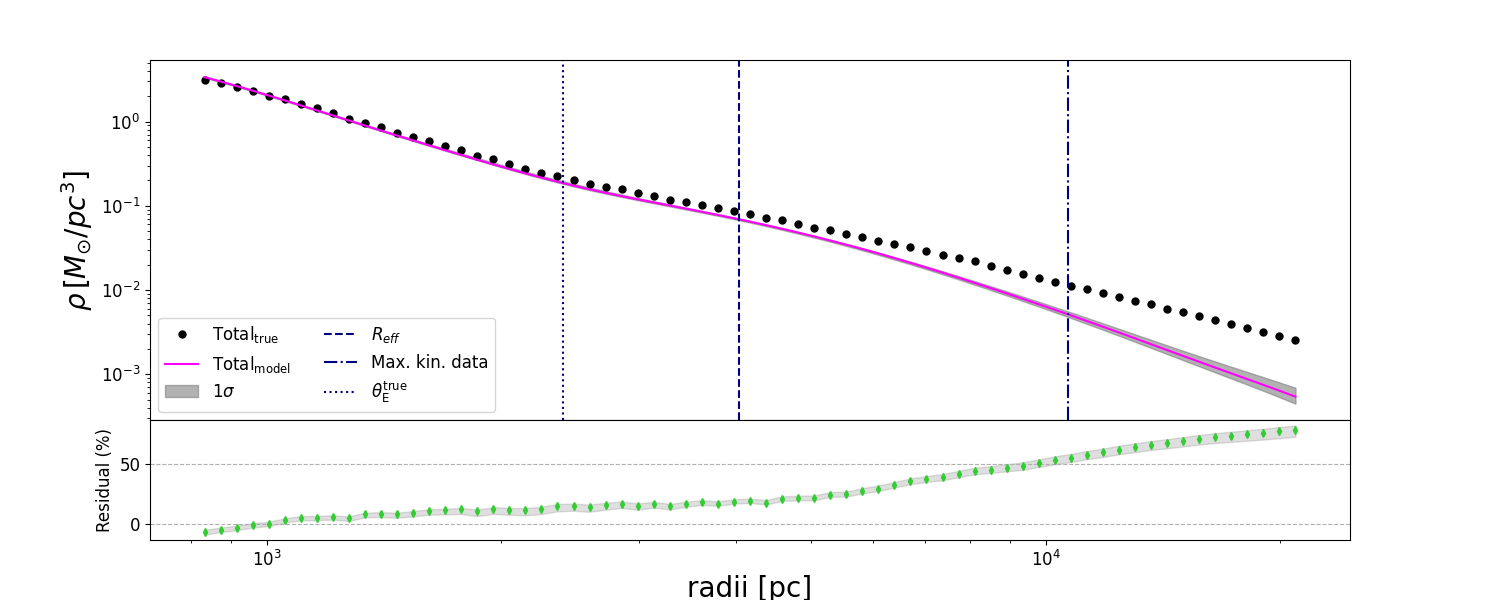 ρ [M⊙/pc³]
10⁰
10⁻¹
10⁻²
10⁻³
Total_true
Total_model
1σ
R_eff
Max. kin. data
θ_E^true
Residual (%)
50
0
10³
10⁴
radii [pc]